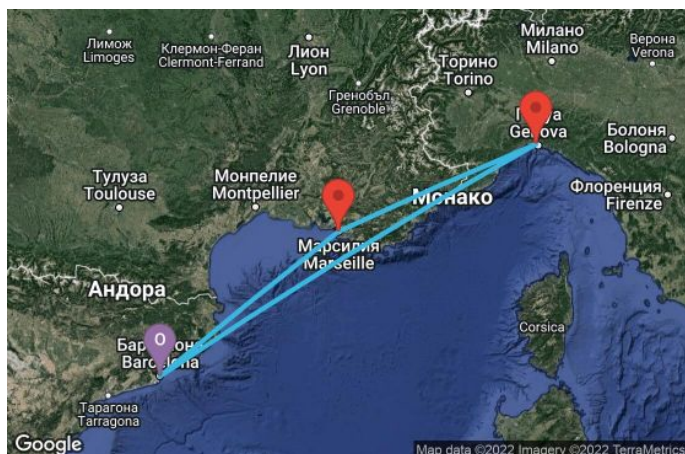 Лимож
Limoges
Клермон-Феран
Clermont-Ferrand
Лион
Lyon
Милано
Milano
Верона
Verona
Торино
Torino
Гренобъл
Grenoble
Genova
Болоня
Bologna
Тулуза
Toulouse
Монпелие
Montpellier
Монако
Флоренция
Firenze
Марсилия
Marseille
Андора
Corsica
O
Barcelona
Тарагона
Tarragona
Google
Map data ©2022 Imagery ©2022 TerraMetrics